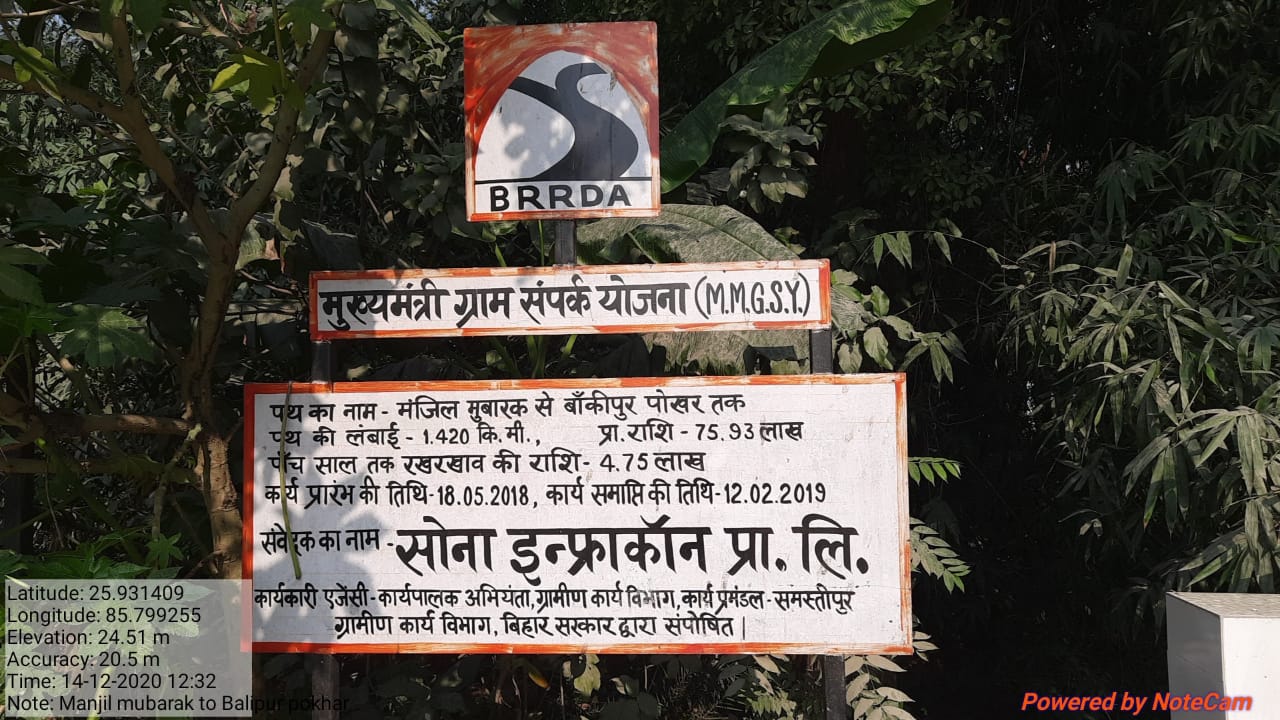 BRRDA
मुख्यमंत्री ग्राम संपर्क योजना (M.M.G.S.Y.)
पथ का नाम - मंजिल मुबारक से बाँकीपुर पोखर तक
पथ की लंबाई - 1.420 कि.मी., प्रा. राशि - 75.93 लाख
पाँच साल तक रखरखाव की राशि - 4.75 लाख
कार्य प्रारंभ की तिथि-18.05.2018, कार्य समाप्ति की तिथि-12.02.2019
संवेदक का नाम - सोना इन्फ्राकॉन प्रा. लि.
कार्यकारी एजेंसी - कार्यपालक अभियंता, ग्रामीण कार्य विभाग, कार्य प्रमंडल - समस्तीपुर
ग्रामीण कार्य विभाग, बिहार सरकार द्वारा संपोषित |
Latitude: 25.931409
Longitude: 85.799255
Elevation: 24.51 m
Accuracy: 20.5 m
Time: 14-12-2020 12:32
Note: Manjil mubarak to Balipur pokhar
Powered by NoteCam